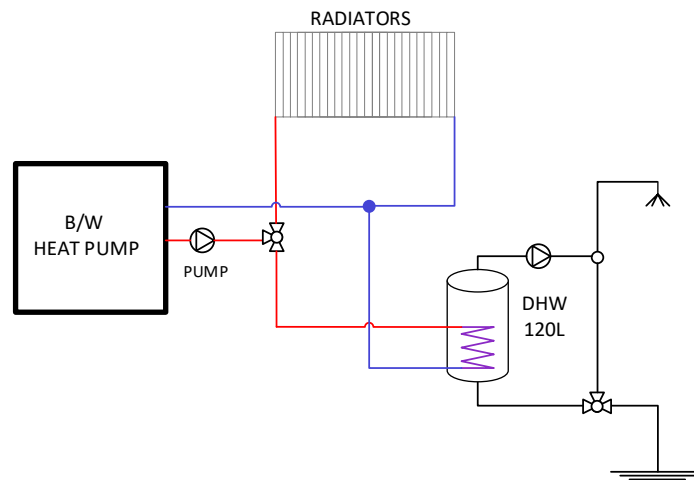 RADIATORS
B/W
HEAT PUMP
PUMP
DHW
120L